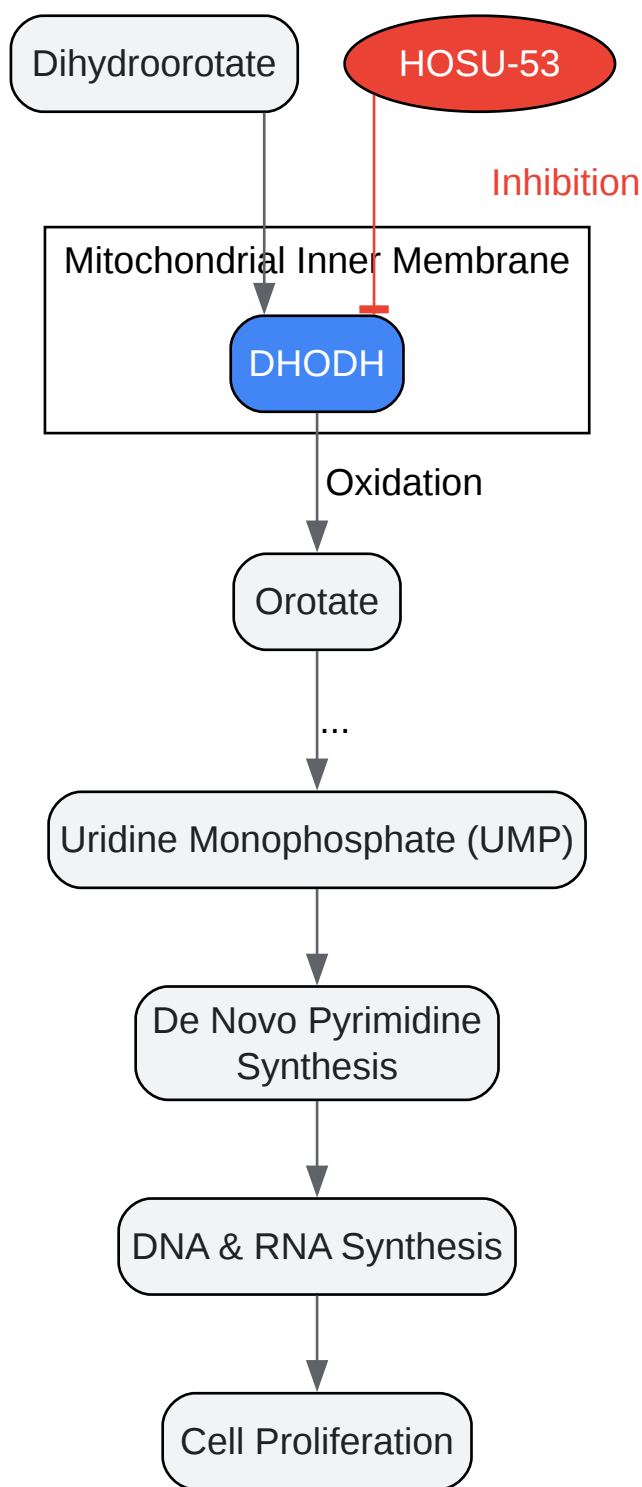 Dihydroorotate
HOSU-53
Inhibition
Mitochondrial Inner Membrane
DHODH
Oxidation
Orotate
...
Uridine Monophosphate (UMP)
De Novo Pyrimidine
Synthesis
DNA & RNA Synthesis
Cell Proliferation